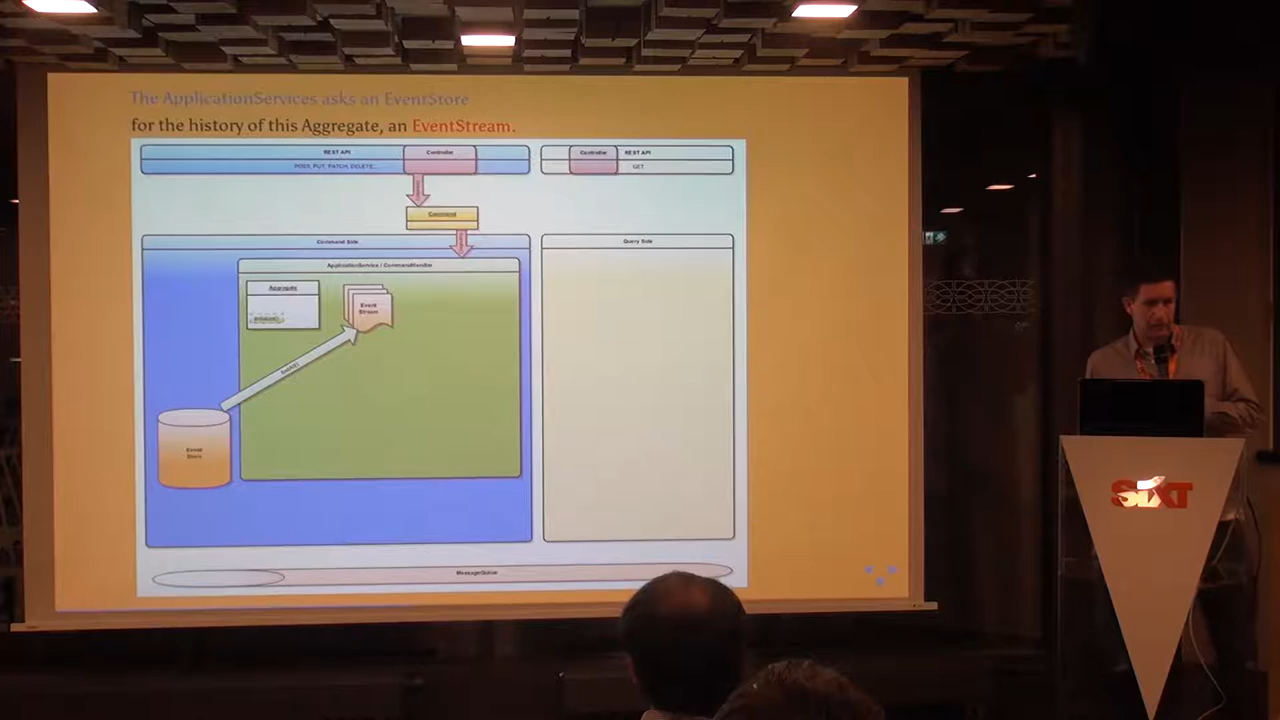 The ApplicationServices asks an EventStore
for the history of this Aggregate, an EventStream.
REST API
Controller
POST, PUT, PATCH, DELETE...
Controller
REST API
GET
Command
Command Side
Query Side
ApplicationService / CommandHandler
Aggregate
Event
Stream
Event
Store
MessageQueue
SIXT